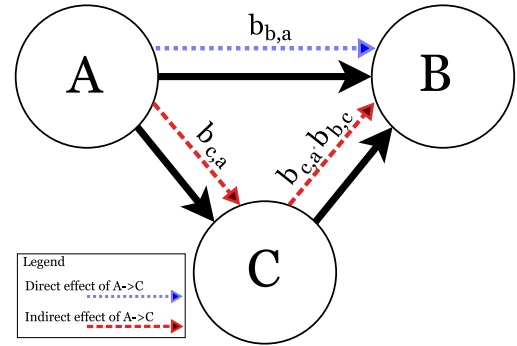 b_{b,a}
A
B
b_{c,a}
b_{c,a}·b_{b,c}
C
Legend
Direct effect of A->C
Indirect effect of A->C